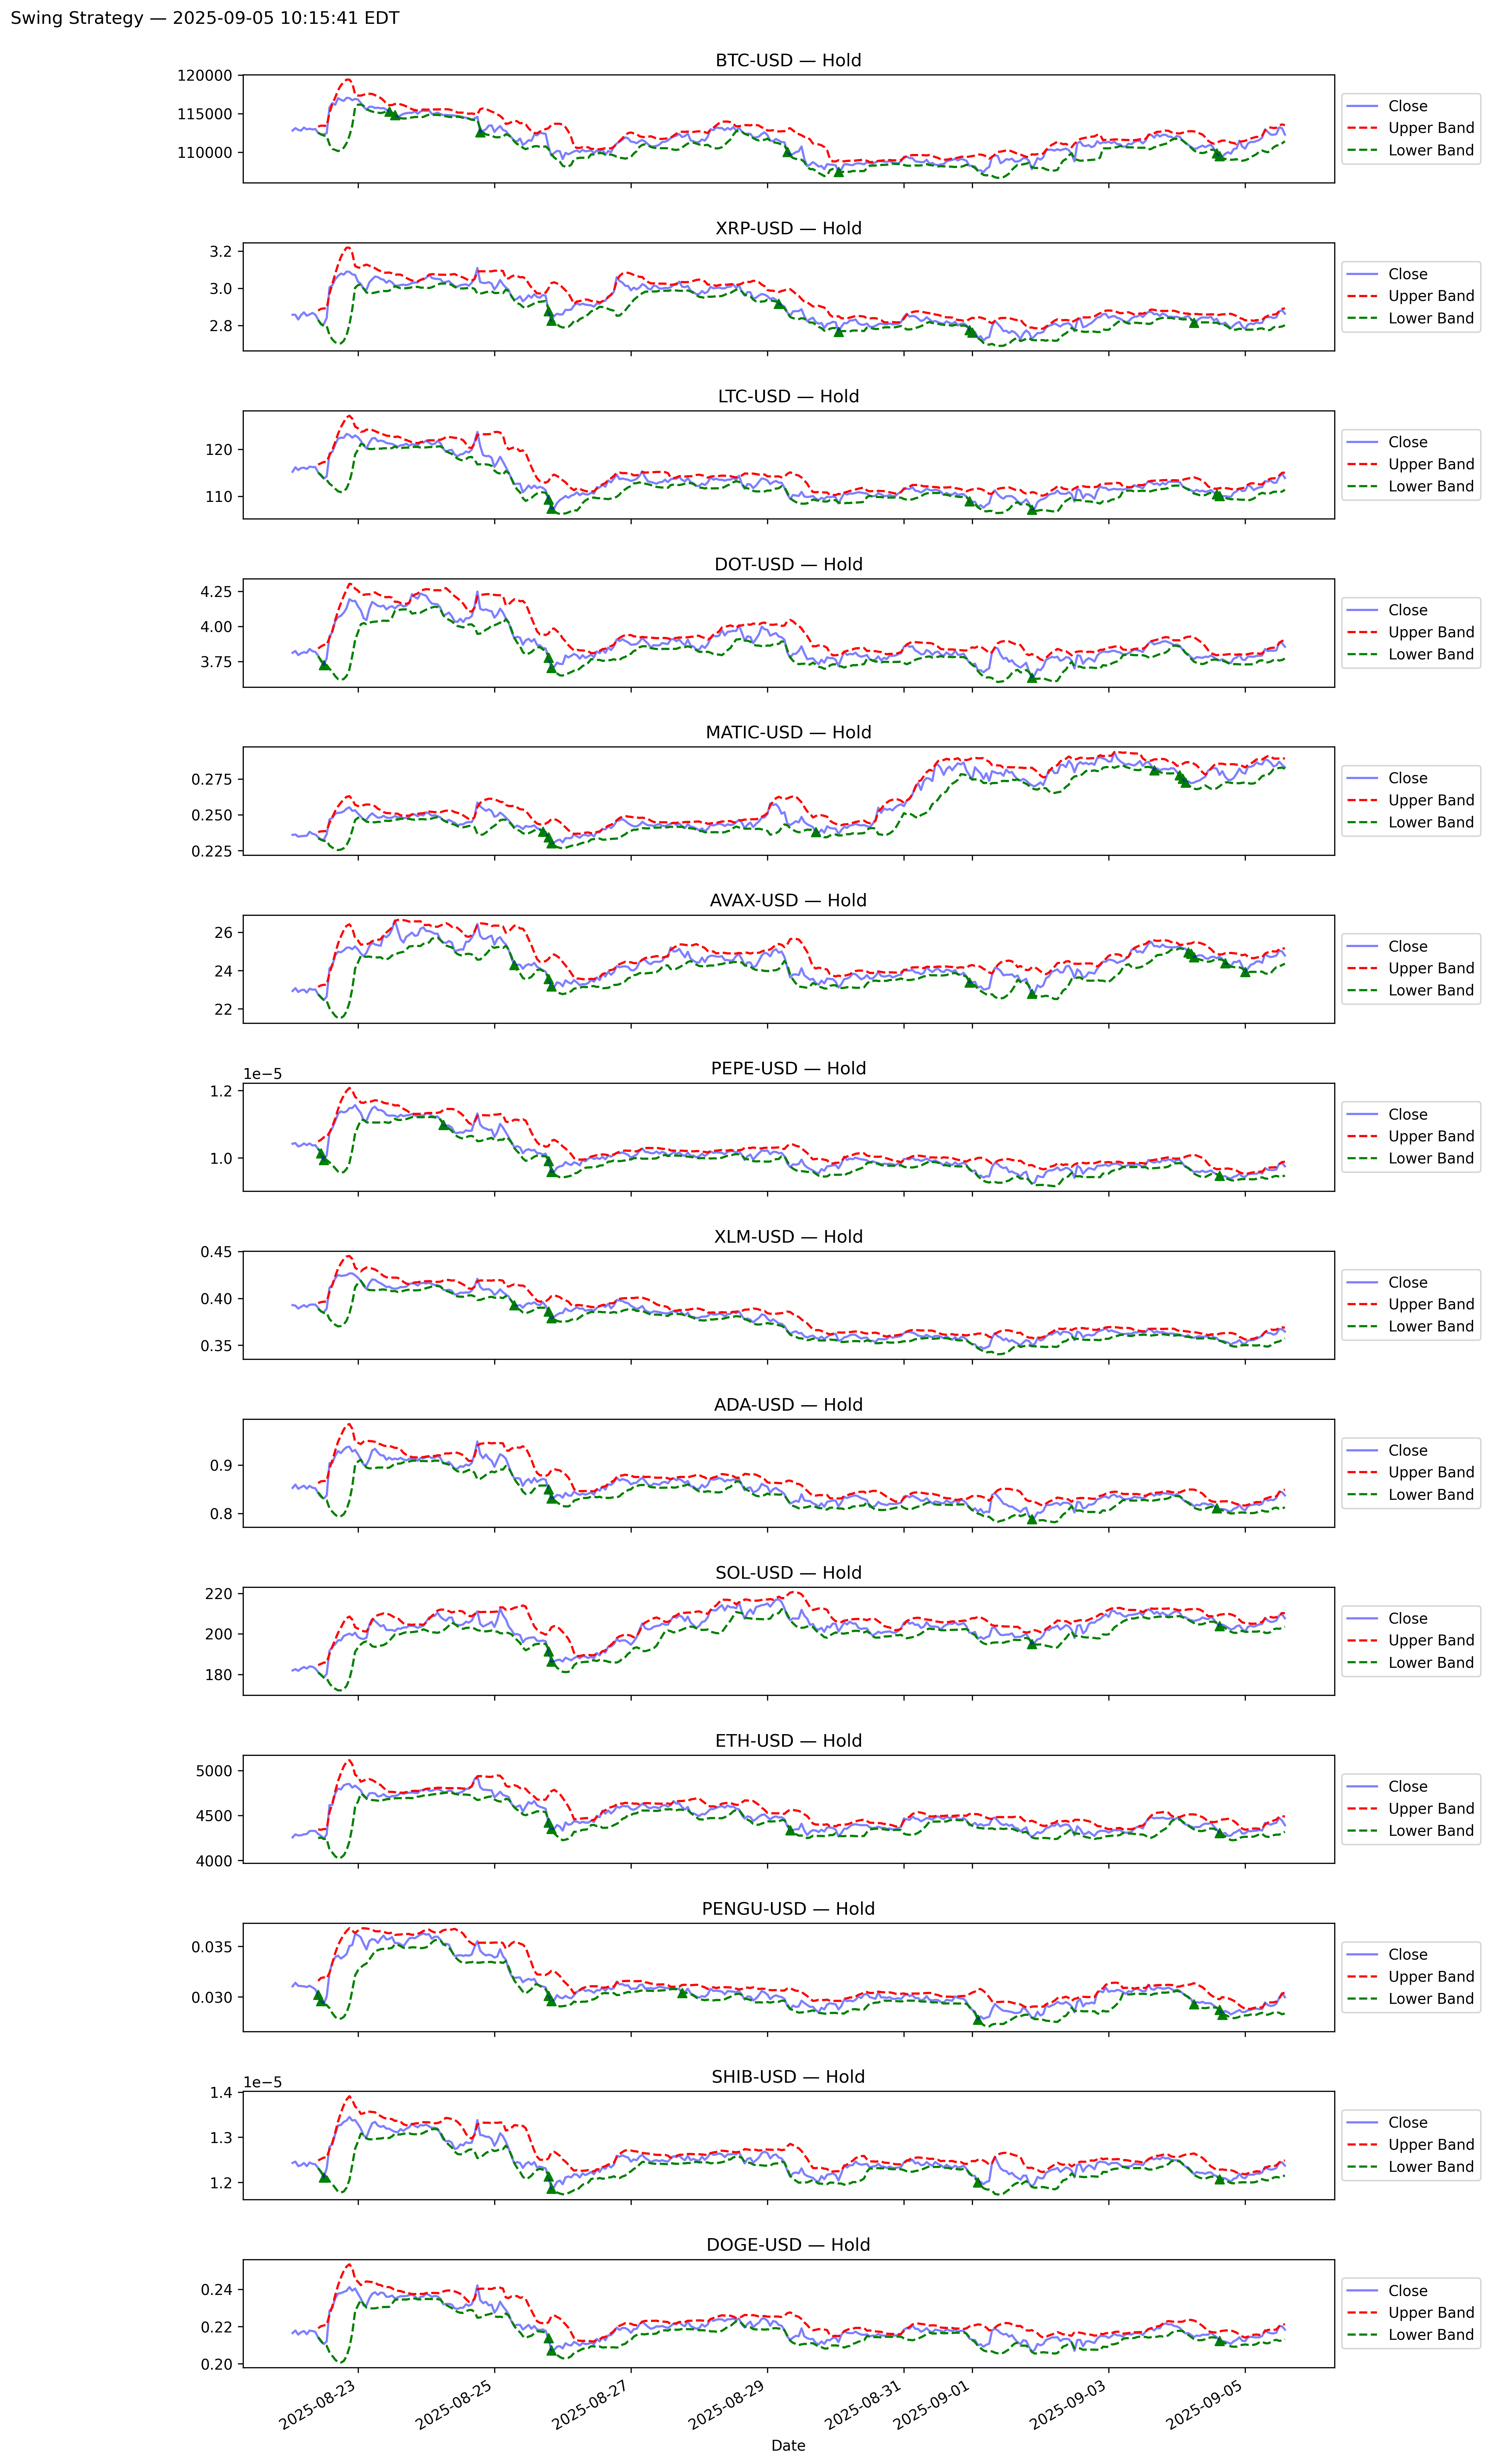 Swing Strategy — 2025-09-05 10:15:41 EDT
BTC-USD — Hold
120000
115000
110000
Close
Upper Band
Lower Band
XRP-USD — Hold
3.2
3.0
2.8
Close
Upper Band
Lower Band
LTC-USD — Hold
120
110
Close
Upper Band
Lower Band
DOT-USD — Hold
4.25
4.00
3.75
Close
Upper Band
Lower Band
MATIC-USD — Hold
0.275
0.250
0.225
Close
Upper Band
Lower Band
AVAX-USD — Hold
26
24
22
Close
Upper Band
Lower Band
PEPE-USD — Hold
1e−5
1.2
1.0
Close
Upper Band
Lower Band
XLM-USD — Hold
0.45
0.40
0.35
Close
Upper Band
Lower Band
ADA-USD — Hold
0.9
0.8
Close
Upper Band
Lower Band
SOL-USD — Hold
220
200
180
Close
Upper Band
Lower Band
ETH-USD — Hold
5000
4500
4000
Close
Upper Band
Lower Band
PENGU-USD — Hold
0.035
0.030
Close
Upper Band
Lower Band
SHIB-USD — Hold
1e−5
1.4
1.3
1.2
Close
Upper Band
Lower Band
DOGE-USD — Hold
0.24
0.22
0.20
Close
Upper Band
Lower Band
2025-08-23
2025-08-25
2025-08-27
2025-08-29
2025-08-31
2025-09-01
2025-09-03
2025-09-05
Date